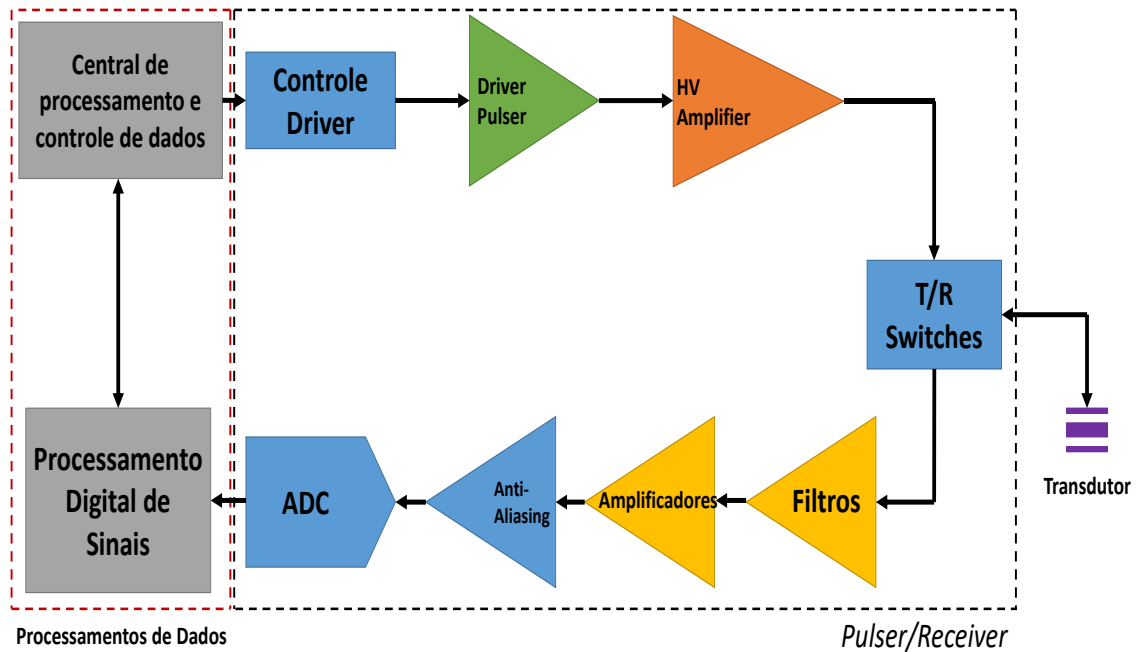 Central de
processamento e
controle de dados
Controle
Driver
Driver
Pulser
HV
Amplifier
T/R
Switches
Transdutor
Filtros
Amplificadores
Anti-
Aliasing
ADC
Processamento
Digital de
Sinais
Processamentos de Dados
Pulser/Receiver